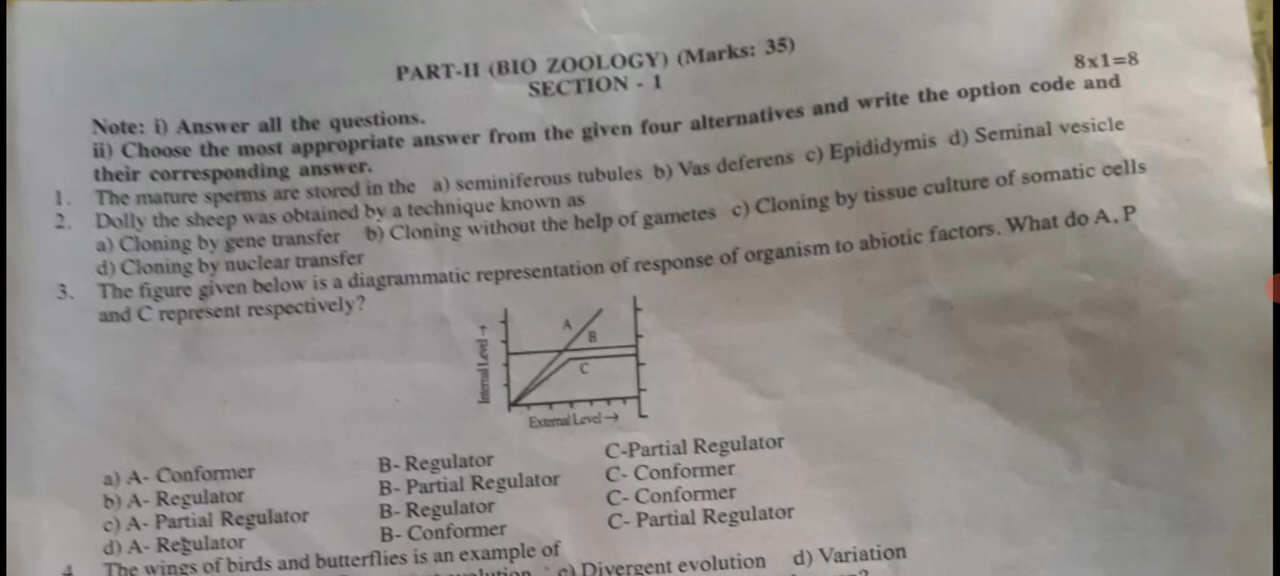 PART-II (BIO ZOOLOGY) (Marks: 35)
SECTION - 1
8x1=8
Note: i) Answer all the questions.
ii) Choose the most appropriate answer from the given four alternatives and write the option code and
their corresponding answer.
1. The mature sperms are stored in the a) seminiferous tubules b) Vas deferens c) Epididymis d) Seminal vesicle
2. Dolly the sheep was obtained by a technique known as
a) Cloning by gene transfer b) Cloning without the help of gametes c) Cloning by tissue culture of somatic cells
d) Cloning by nuclear transfer
3. The figure given below is a diagrammatic representation of response of organism to abiotic factors. What do A, P
and C represent respectively?
Internal Level →
A
B
C
External Level →
a) A- Conformer B- Regulator C-Partial Regulator
b) A- Regulator B- Partial Regulator C- Conformer
c) A- Partial Regulator B- Regulator C- Conformer
d) A- Regulator B- Conformer C- Partial Regulator
4. The wings of birds and butterflies is an example of
c) Divergent evolution d) Variation